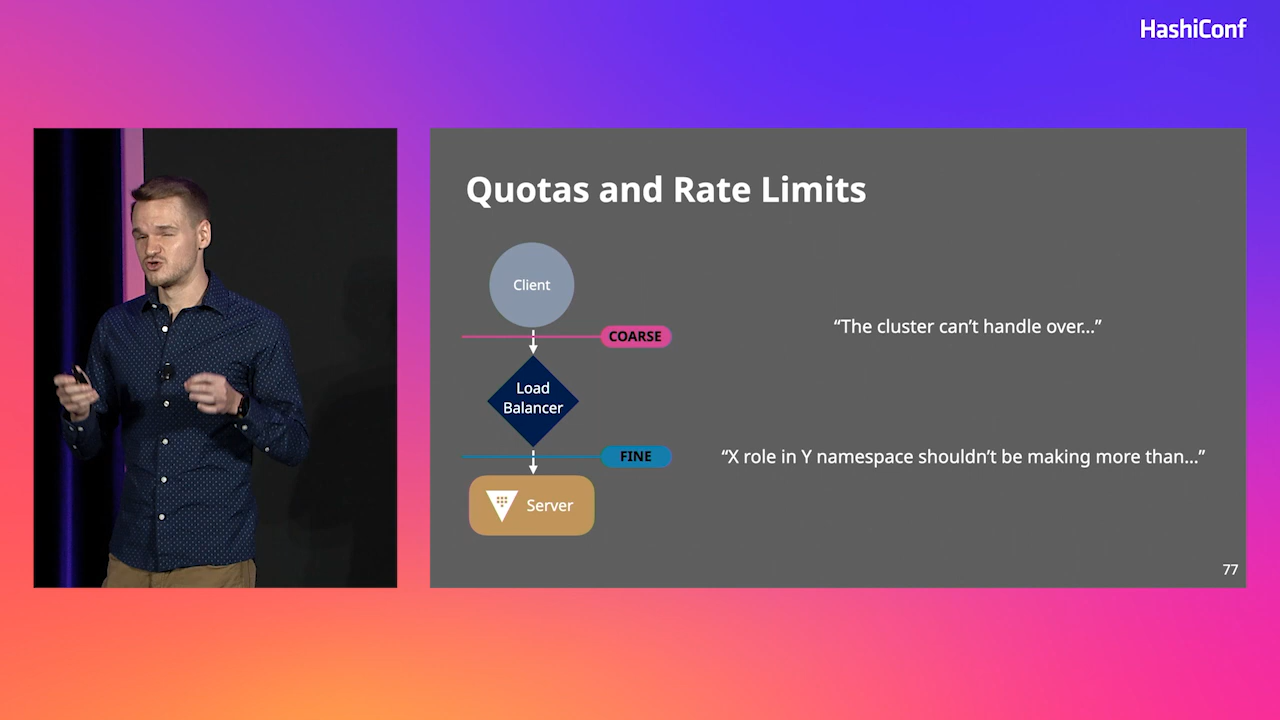 HashiConf
Quotas and Rate Limits
Client
COARSE
“The cluster can’t handle over...”
Load
Balancer
FINE
“X role in Y namespace shouldn’t be making more than...”
Server
77